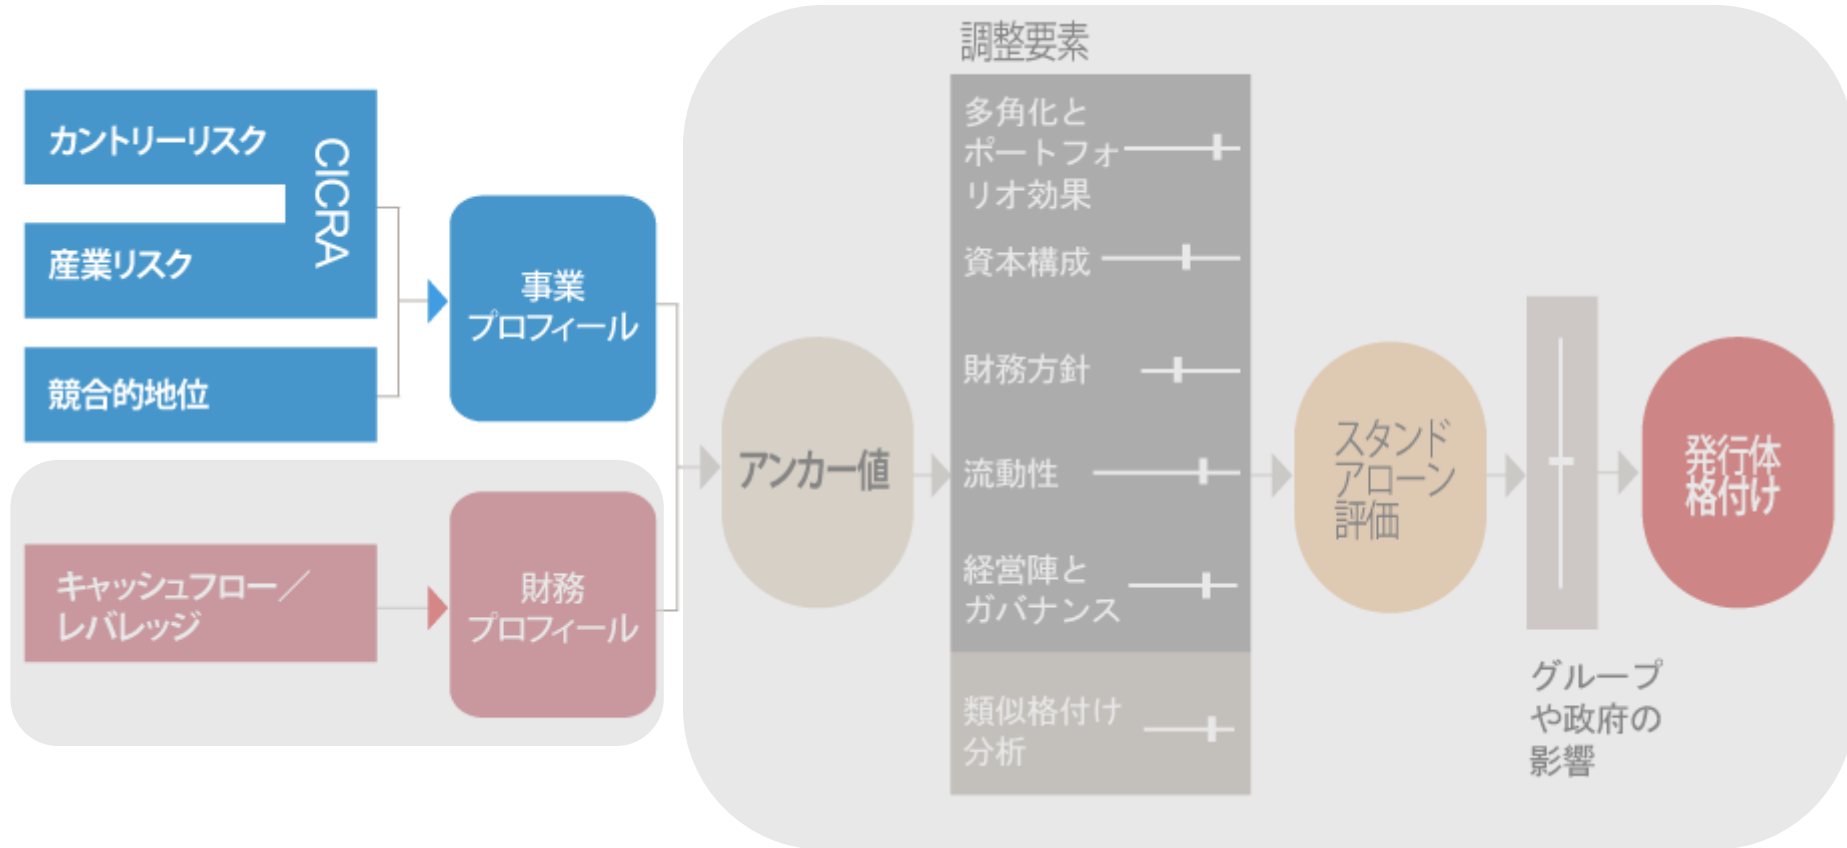 カントリーリスク
産業リスク
CICRA
競合的地位
事業
プロフィール
キャッシュフロー／
レバレッジ
財務
プロフィール
アンカー値
調整要素
多角化と
ポートフォ
リオ効果
資本構成
財務方針
流動性
経営陣と
ガバナンス
類似格付け
分析
スタンド
アローン
評価
グループ
や政府の
影響
発行体
格付け